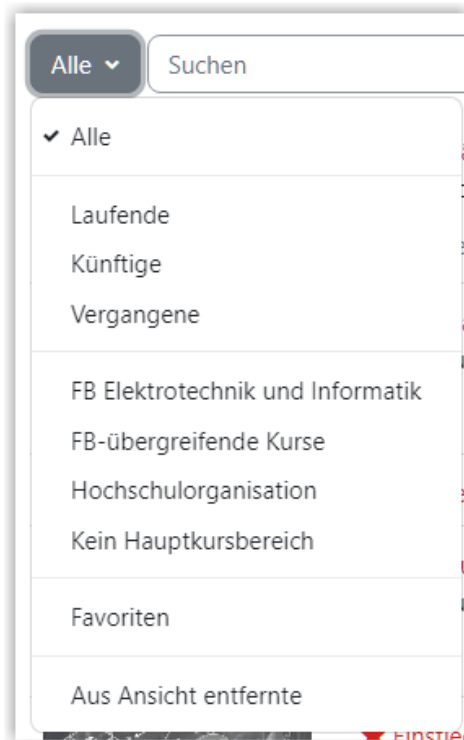 Alle Suchen
Alle
Laufende
Künftige
Vergangene
FB Elektrotechnik und Informatik
FB-übergreifende Kurse
Hochschulorganisation
Kein Hauptkursbereich
Favoriten
Aus Ansicht entfernte